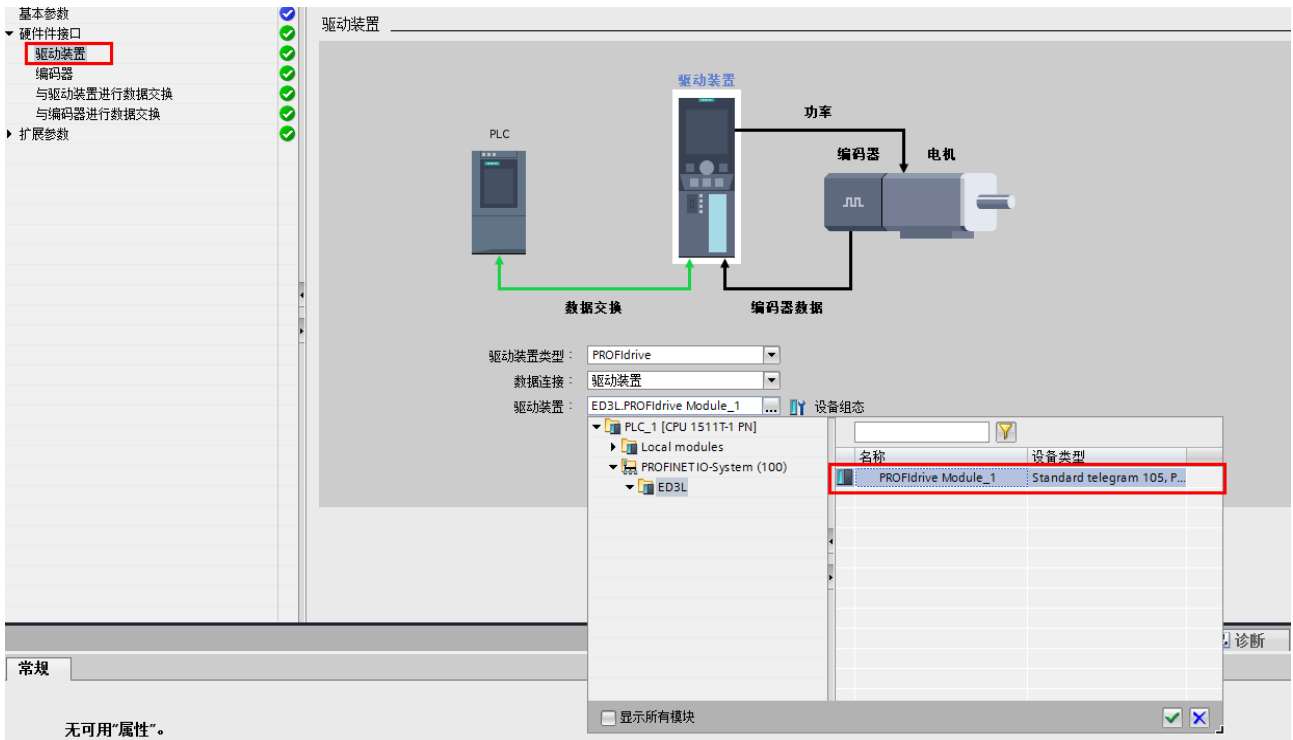 基本参数
硬件件接口
驱动装置
编码器
与驱动装置进行数据交换
与编码器进行数据交换
扩展参数
驱动装置
驱动装置
功率
PLC
编码器
电机
数据交换
编码器数据
驱动装置类型:
PROFIdrive
数据连接:
驱动装置
驱动装置:
ED3L.PROFIdrive Module_1
...
设备组态
PLC_1 [CPU 1511T-1 PN]
Local modules
PROFINET IO-System (100)
ED3L
名称
设备类型
PROFIdrive Module_1
Standard telegram 105, P...
显示所有模块
诊断
常规
无可用"属性"。